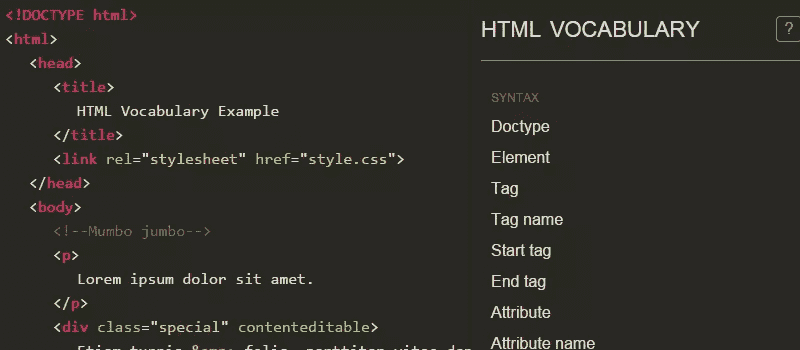 <!DOCTYPE html>
<html>
<head>
<title>
HTML Vocabulary Example
</title>
<link rel="stylesheet" href="style.css">
</head>
<body>
<!--Mumbo jumbo-->
<p>
Lorem ipsum dolor sit amet.
</p>
<div class="special" contenteditable>
HTML VOCABULARY
?
SYNTAX
Doctype
Element
Tag
Tag name
Start tag
End tag
Attribute
Attribute name